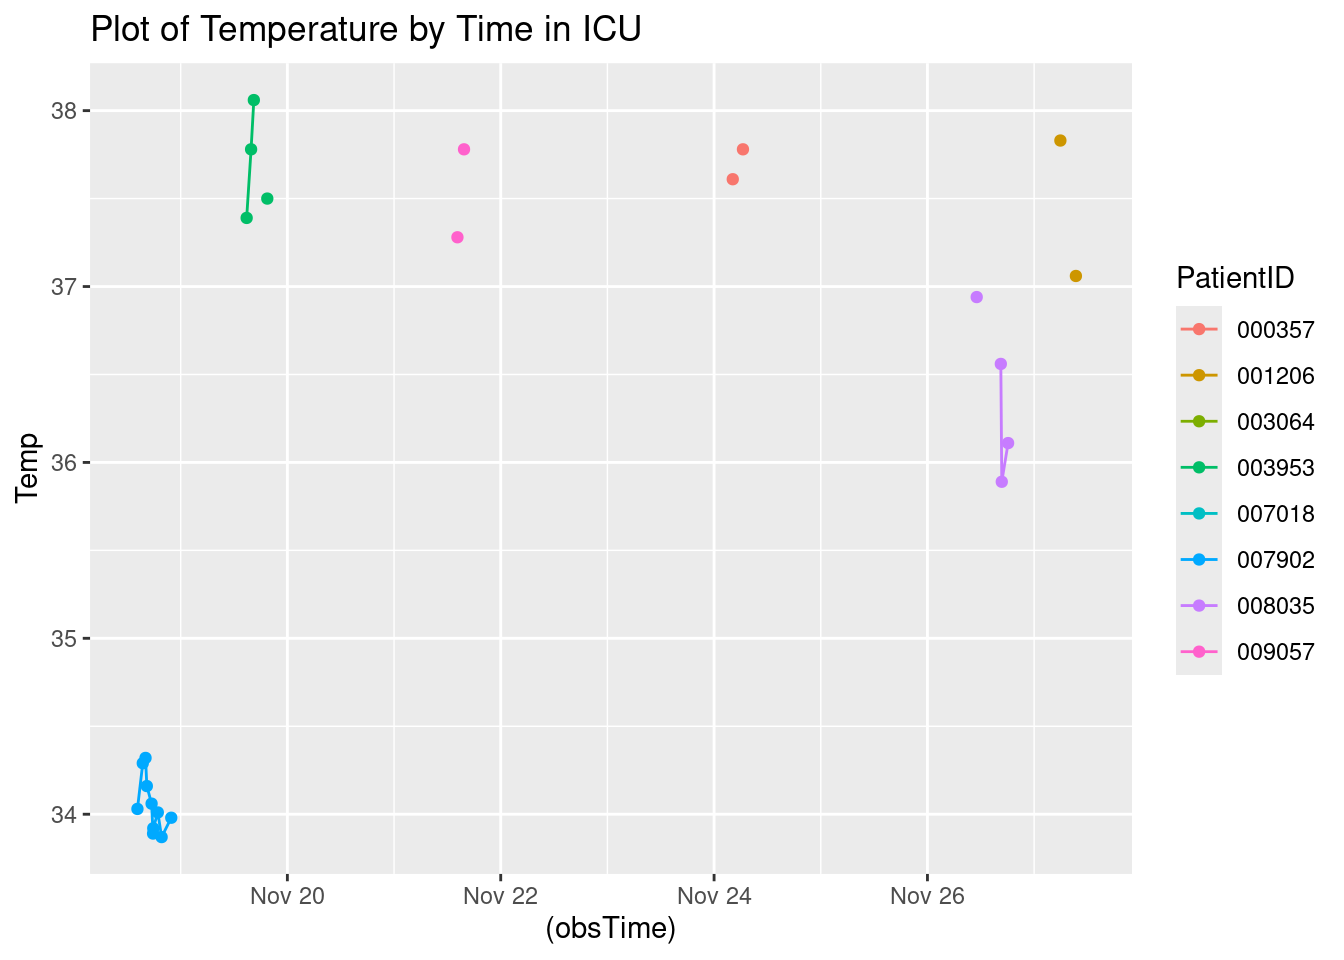 Plot of Temperature by Time in ICU
38
37
36
35
34
Temp
Nov 20 Nov 22 Nov 24 Nov 26
(obsTime)
PatientID
000357
001206
003064
003953
007018
007902
008035
009057